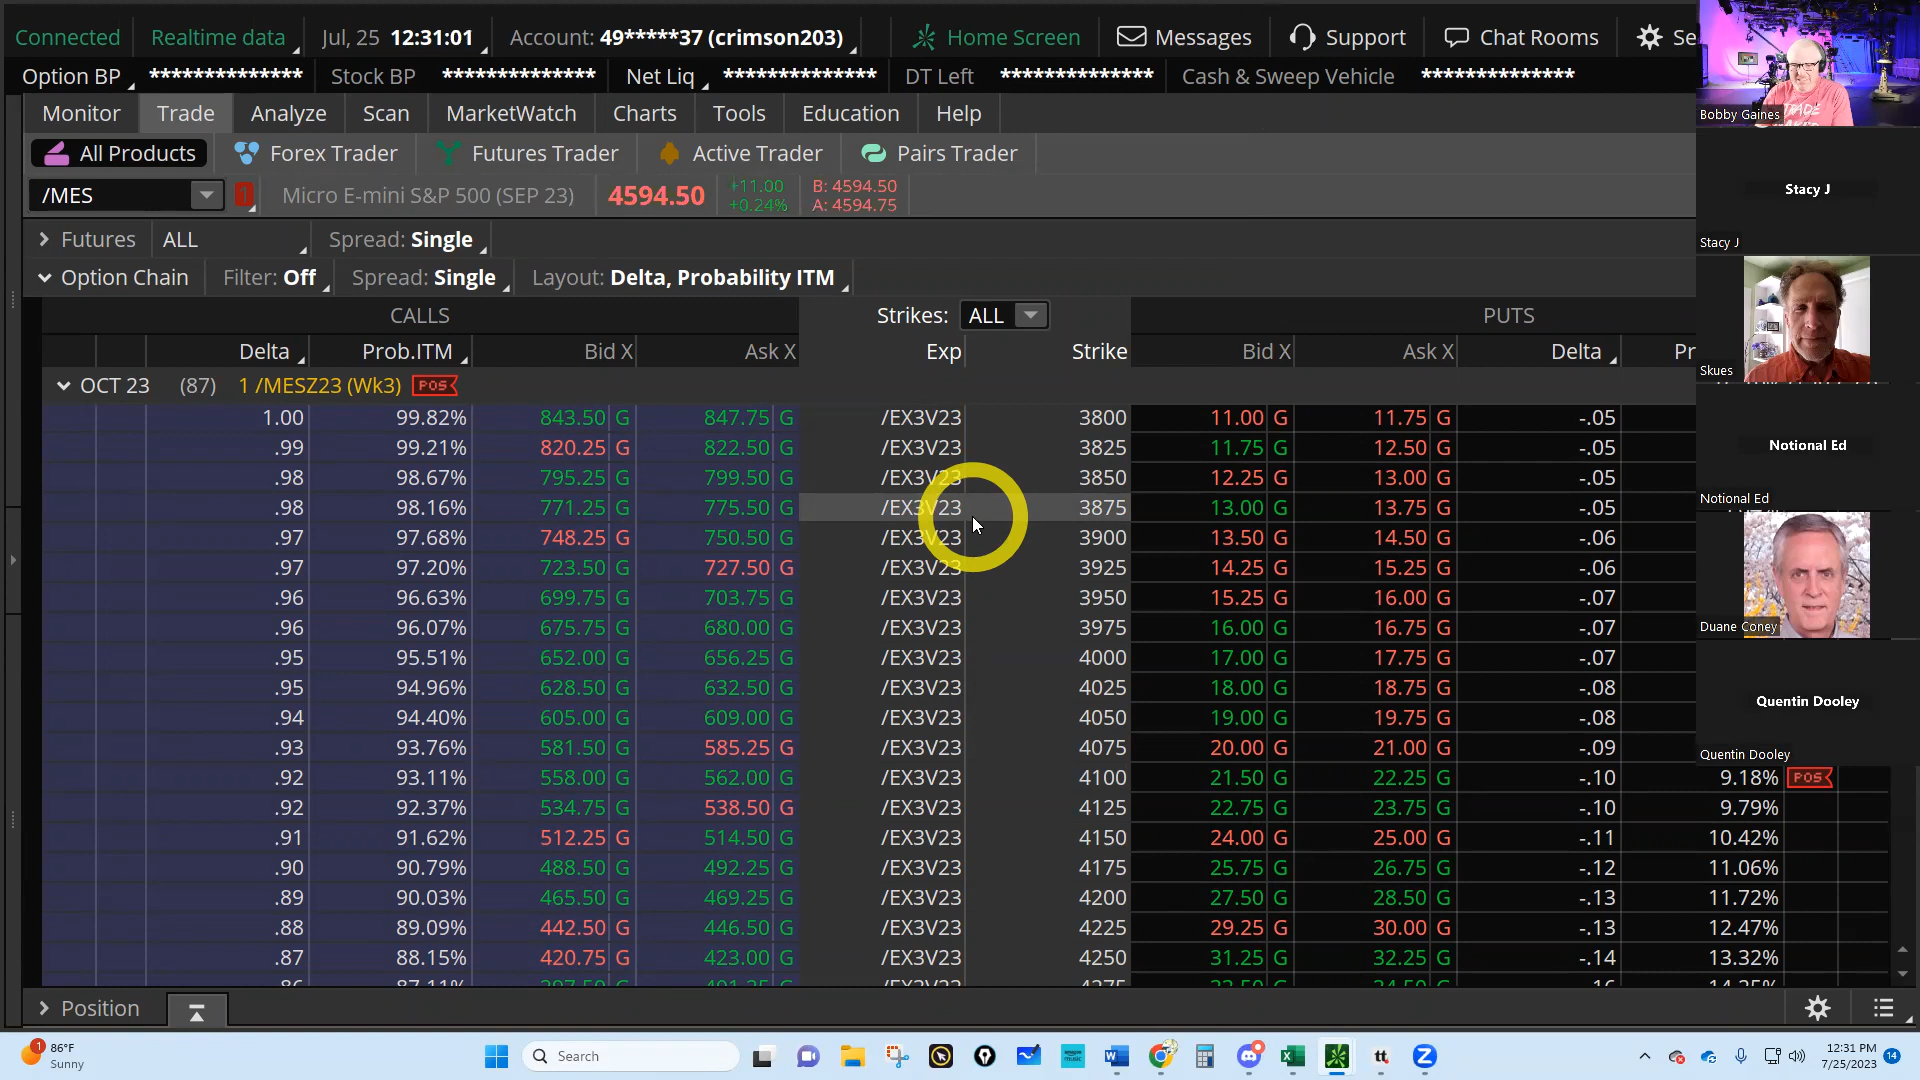 Connected Realtime data Jul, 25 12:31:01 Account: 49*****37 (crimson203) Home Screen Messages Support Chat Rooms Se
Option BP ************** Stock BP ************** Net Liq ************** DT Left ************** Cash & Sweep Vehicle **************
Monitor Trade Analyze Scan MarketWatch Charts Tools Education Help
All Products Forex Trader Futures Trader Active Trader Pairs Trader
/MES 1 Micro E-mini S&P 500 (SEP 23) 4594.50 +11.00 B: 4594.50
+0.24% A: 4594.75
Futures ALL Spread: Single
Option Chain Filter: Off Spread: Single Layout: Delta, Probability ITM
CALLS Strikes: ALL PUTS
Delta Prob.ITM Bid X Ask X Exp Strike Bid X Ask X Delta Pr
OCT 23 (87) 1 /MESZ23 (Wk3) POS
1.00 99.82% 843.50 G 847.75 G /EX3V23 3800 11.00 G 11.75 G -.05
.99 99.21% 820.25 G 822.50 G /EX3V23 3825 11.75 G 12.50 G -.05
.98 98.67% 795.25 G 799.50 G /EX3V23 3850 12.25 G 13.00 G -.05
.98 98.16% 771.25 G 775.50 G /EX3V23 3875 13.00 G 13.75 G -.05
.97 97.68% 748.25 G 750.50 G /EX3V23 3900 13.50 G 14.50 G -.06
.97 97.20% 723.50 G 727.50 G /EX3V23 3925 14.25 G 15.25 G -.06
.96 96.63% 699.75 G 703.75 G /EX3V23 3950 15.25 G 16.00 G -.07
.96 96.07% 675.75 G 680.00 G /EX3V23 3975 16.00 G 16.75 G -.07
.95 95.51% 652.00 G 656.25 G /EX3V23 4000 17.00 G 17.75 G -.07
.95 94.96% 628.50 G 632.50 G /EX3V23 4025 18.00 G 18.75 G -.08
.94 94.40% 605.00 G 609.00 G /EX3V23 4050 19.00 G 19.75 G -.08
.93 93.76% 581.50 G 585.25 G /EX3V23 4075 20.00 G 21.00 G -.09
.92 93.11% 558.00 G 562.00 G /EX3V23 4100 21.50 G 22.25 G -.10 9.18% POS
.92 92.37% 534.75 G 538.50 G /EX3V23 4125 22.75 G 23.75 G -.10 9.79%
.91 91.62% 512.25 G 514.50 G /EX3V23 4150 24.00 G 25.00 G -.11 10.42%
.90 90.79% 488.50 G 492.25 G /EX3V23 4175 25.75 G 26.75 G -.12 11.06%
.89 90.03% 465.50 G 469.25 G /EX3V23 4200 27.50 G 28.50 G -.13 11.72%
.88 89.09% 442.50 G 446.50 G /EX3V23 4225 29.25 G 30.00 G -.13 12.47%
.87 88.15% 420.75 G 423.00 G /EX3V23 4250 31.25 G 32.25 G -.14 13.32%
Position
Bobby Gaines
Stacy J
Stacy J
Skues
Notional Ed
Notional Ed
Duane Coney
Quentin Dooley
Quentin Dooley
1 86°F
Sunny
Search
amazon music
tt
12:31 PM
7/25/2023
14